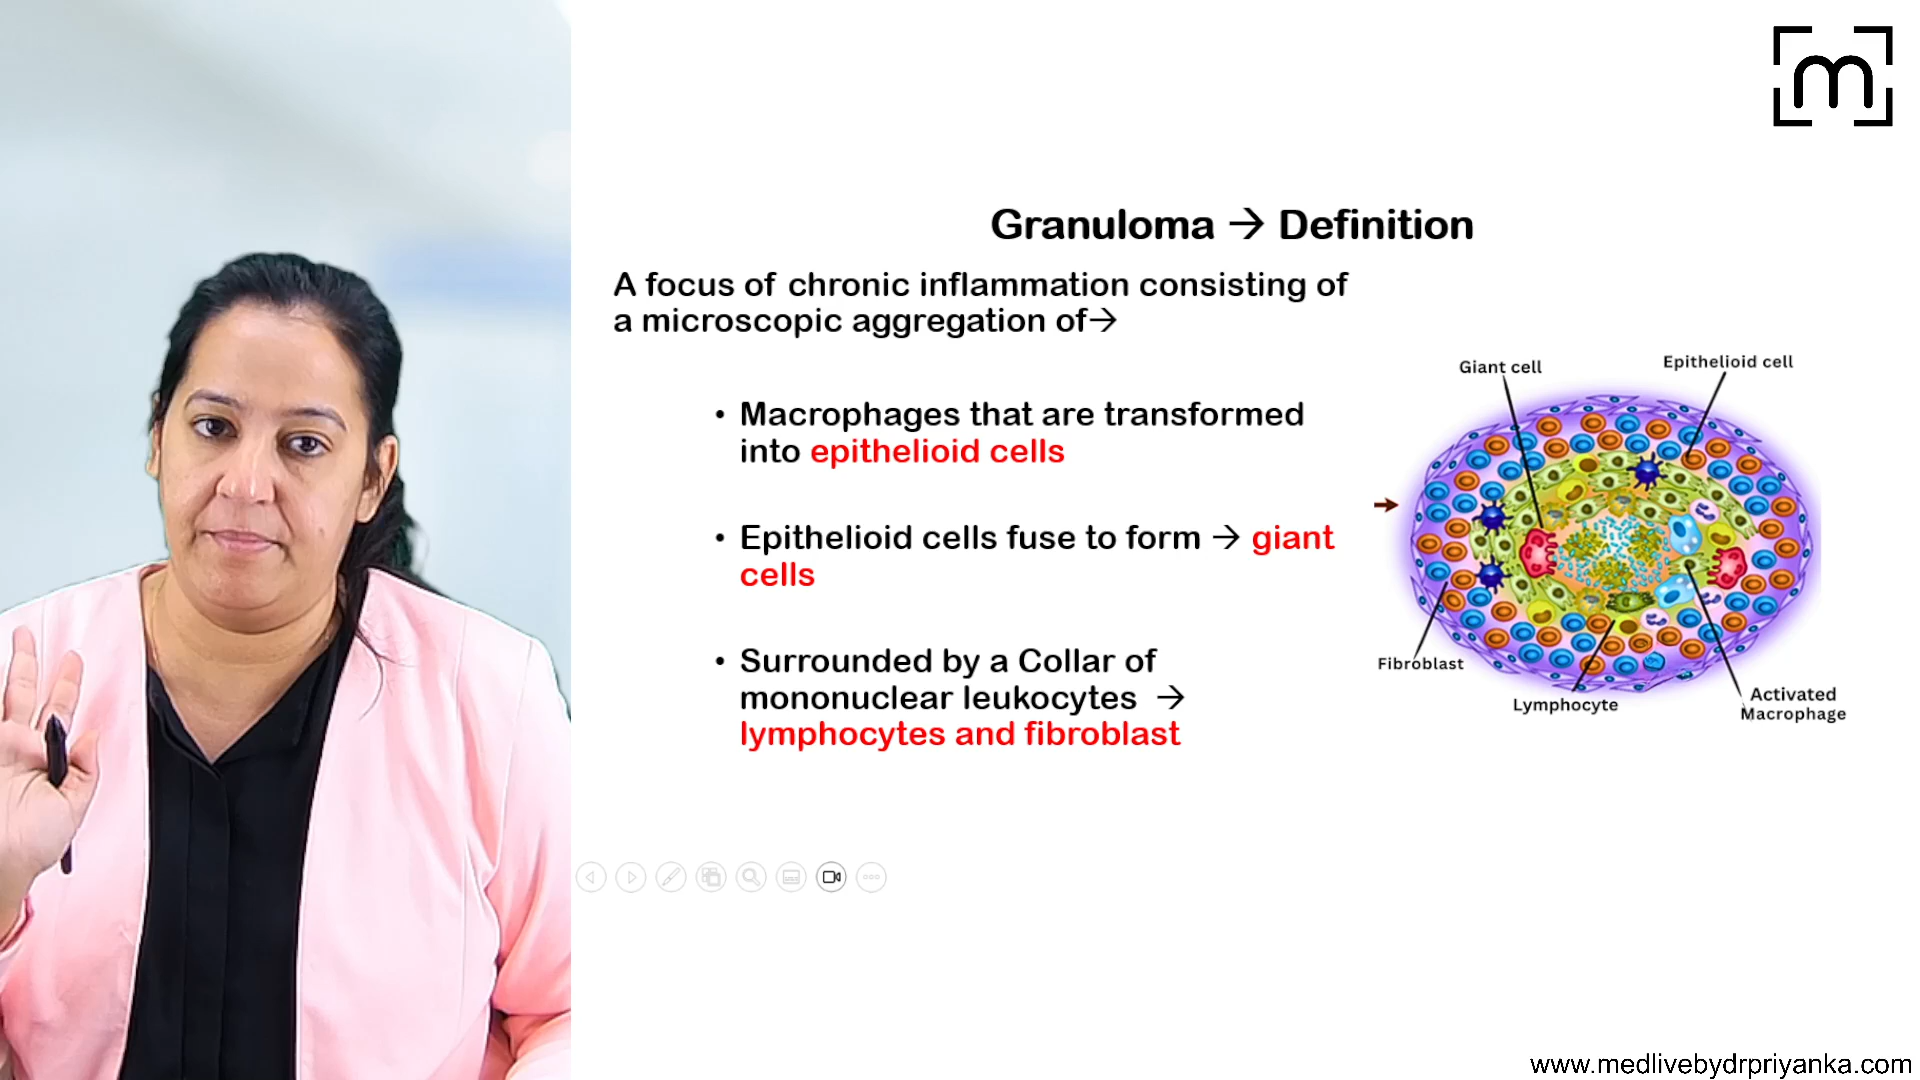 m
Granuloma → Definition
A focus of chronic inflammation consisting of
a microscopic aggregation of→
• Macrophages that are transformed
into epithelioid cells
• Epithelioid cells fuse to form → giant
cells
• Surrounded by a Collar of
mononuclear leukocytes →
lymphocytes and fibroblast
Giant cell
Epithelioid cell
Fibroblast
Lymphocyte
Activated
Macrophage
www.medlivebydrpriyanka.com